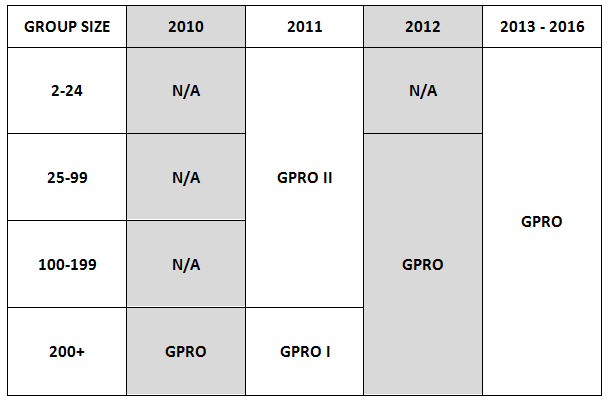 GROUP SIZE 2010 2011 2012 2013 - 2016
2-24 N/A N/A
25-99 N/A GPRO II
GPRO
100-199 N/A GPRO
200+ GPRO GPRO I